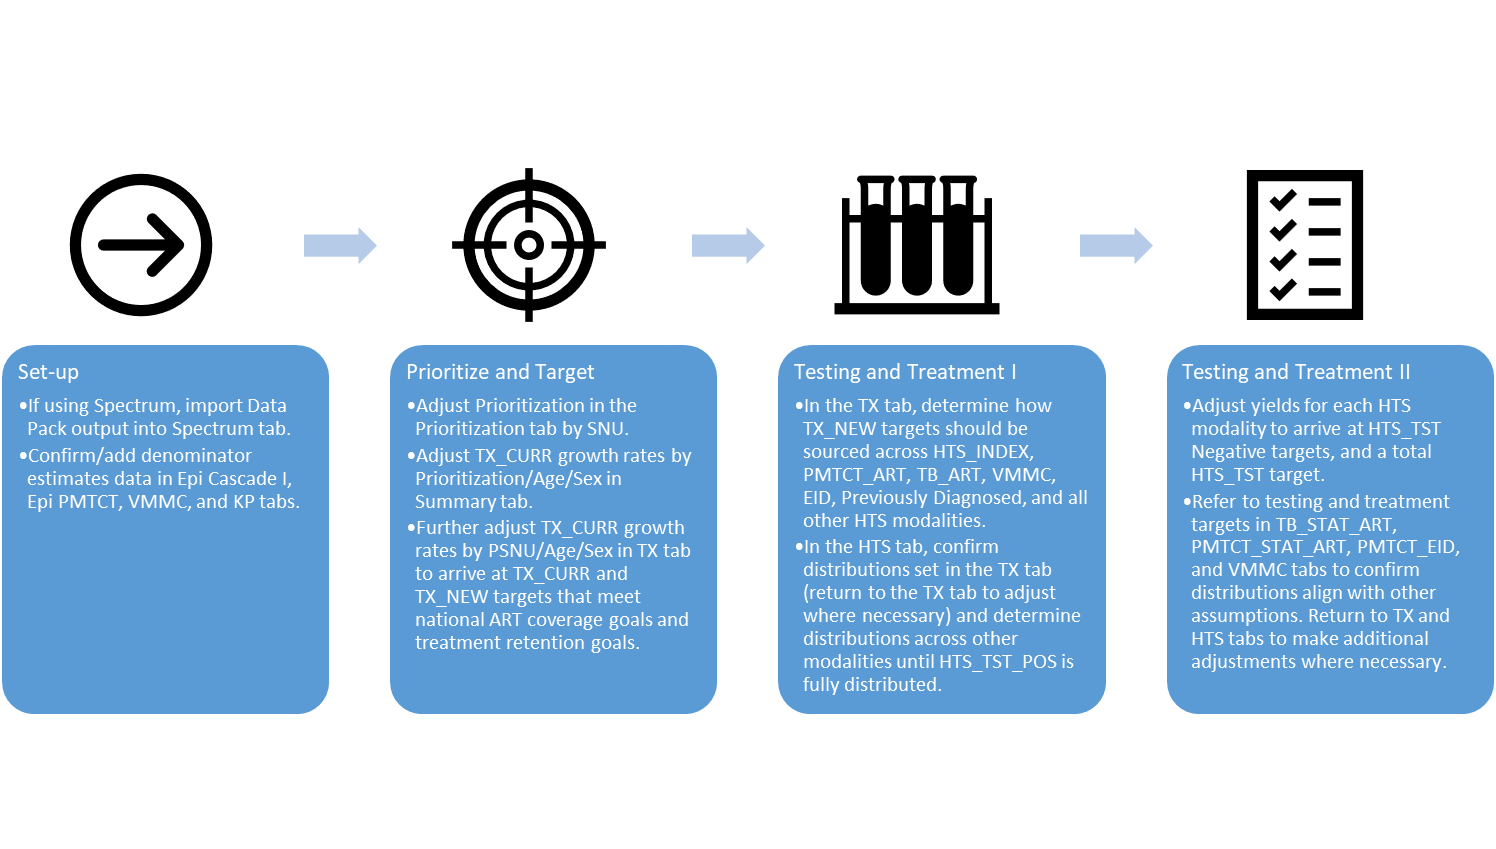 Set-up
•If using Spectrum, import Data
Pack output into Spectrum tab.
•Confirm/add denominator
estimates data in Epi Cascade I,
Epi PMTCT, VMMC, and KP tabs.
Prioritize and Target
•Adjust Prioritization in the
Prioritization tab by SNU.
•Adjust TX_CURR growth rates by
Prioritization/Age/Sex in
Summary tab.
•Further adjust TX_CURR growth
rates by PSNU/Age/Sex in TX tab
to arrive at TX_CURR and
TX_NEW targets that meet
national ART coverage goals and
treatment retention goals.
Testing and Treatment I
•In the TX tab, determine how
TX_NEW targets should be
sourced across HTS_INDEX,
PMTCT_ART, TB_ART, VMMC,
EID, Previously Diagnosed, and all
other HTS modalities.
•In the HTS tab, confirm
distributions set in the TX tab
(return to the TX tab to adjust
where necessary) and determine
distributions across other
modalities until HTS_TST_POS is
fully distributed.
Testing and Treatment II
•Adjust yields for each HTS
modality to arrive at HTS_TST
Negative targets, and a total
HTS_TST target.
•Refer to testing and treatment
targets in TB_STAT_ART,
PMTCT_STAT_ART, PMTCT_EID,
and VMMC tabs to confirm
distributions align with other
assumptions. Return to TX and
HTS tabs to make additional
adjustments where necessary.